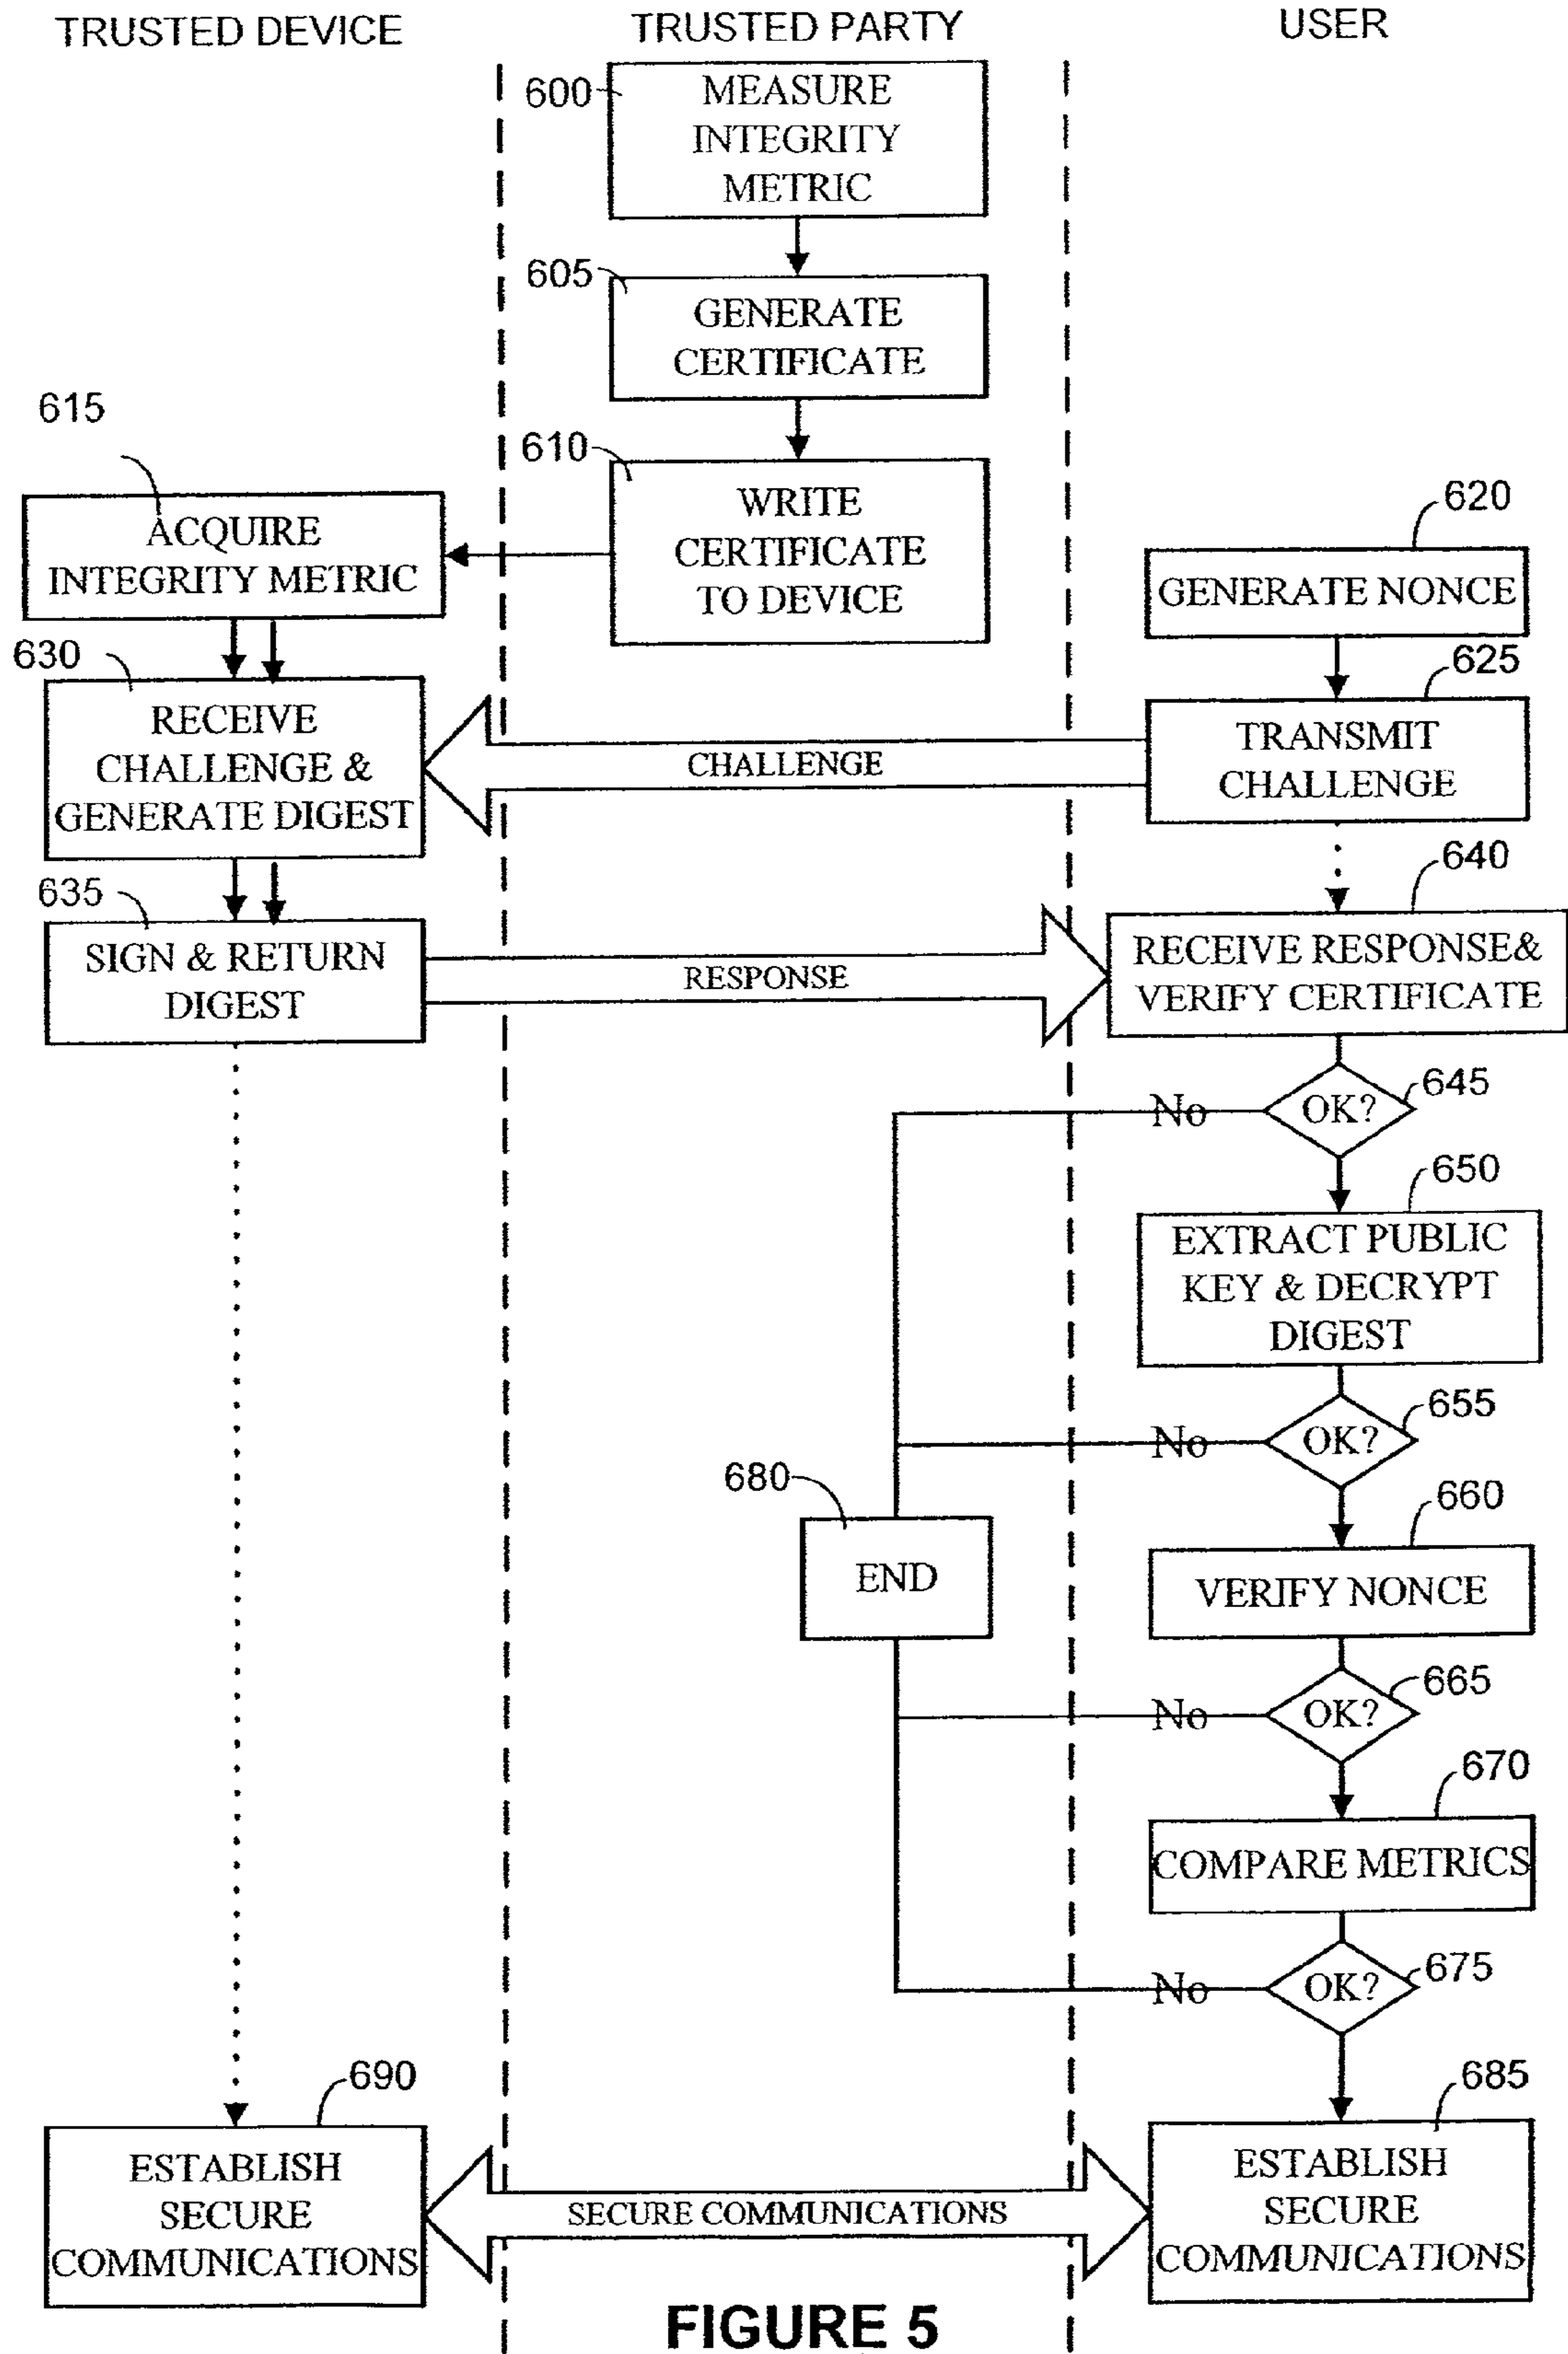 TRUSTED DEVICE
TRUSTED PARTY
USER
600
MEASURE
INTEGRITY
METRIC
605
GENERATE
CERTIFICATE
615
610
WRITE
CERTIFICATE
TO DEVICE
ACQUIRE
INTEGRITY METRIC
620
GENERATE NONCE
630
RECEIVE
CHALLENGE &
GENERATE DIGEST
625
TRANSMIT
CHALLENGE
CHALLENGE
635
SIGN & RETURN
DIGEST
RESPONSE
640
RECEIVE RESPONSE&
VERIFY CERTIFICATE
No
OK?
645
650
EXTRACT PUBLIC
KEY & DECRYPT
DIGEST
No
OK?
655
680
END
660
VERIFY NONCE
No
OK?
665
670
COMPARE METRICS
No
OK?
675
690
ESTABLISH
SECURE
COMMUNICATIONS
SECURE COMMUNICATIONS
685
ESTABLISH
SECURE
COMMUNICATIONS
FIGURE 5